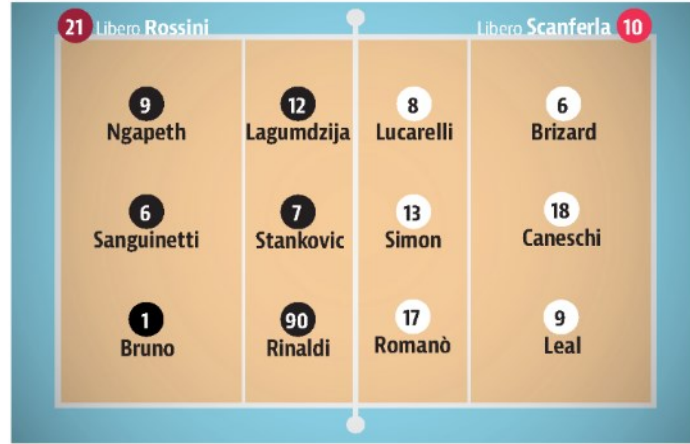 21 Libero Rossini
Libero Scanferla 10
9
Ngapeth
12
Lagumdzija
8
Lucarelli
6
Brizard
6
Sanguinetti
7
Stankovic
13
Simon
18
Caneschi
1
Bruno
90
Rinaldi
17
Romanò
9
Leal